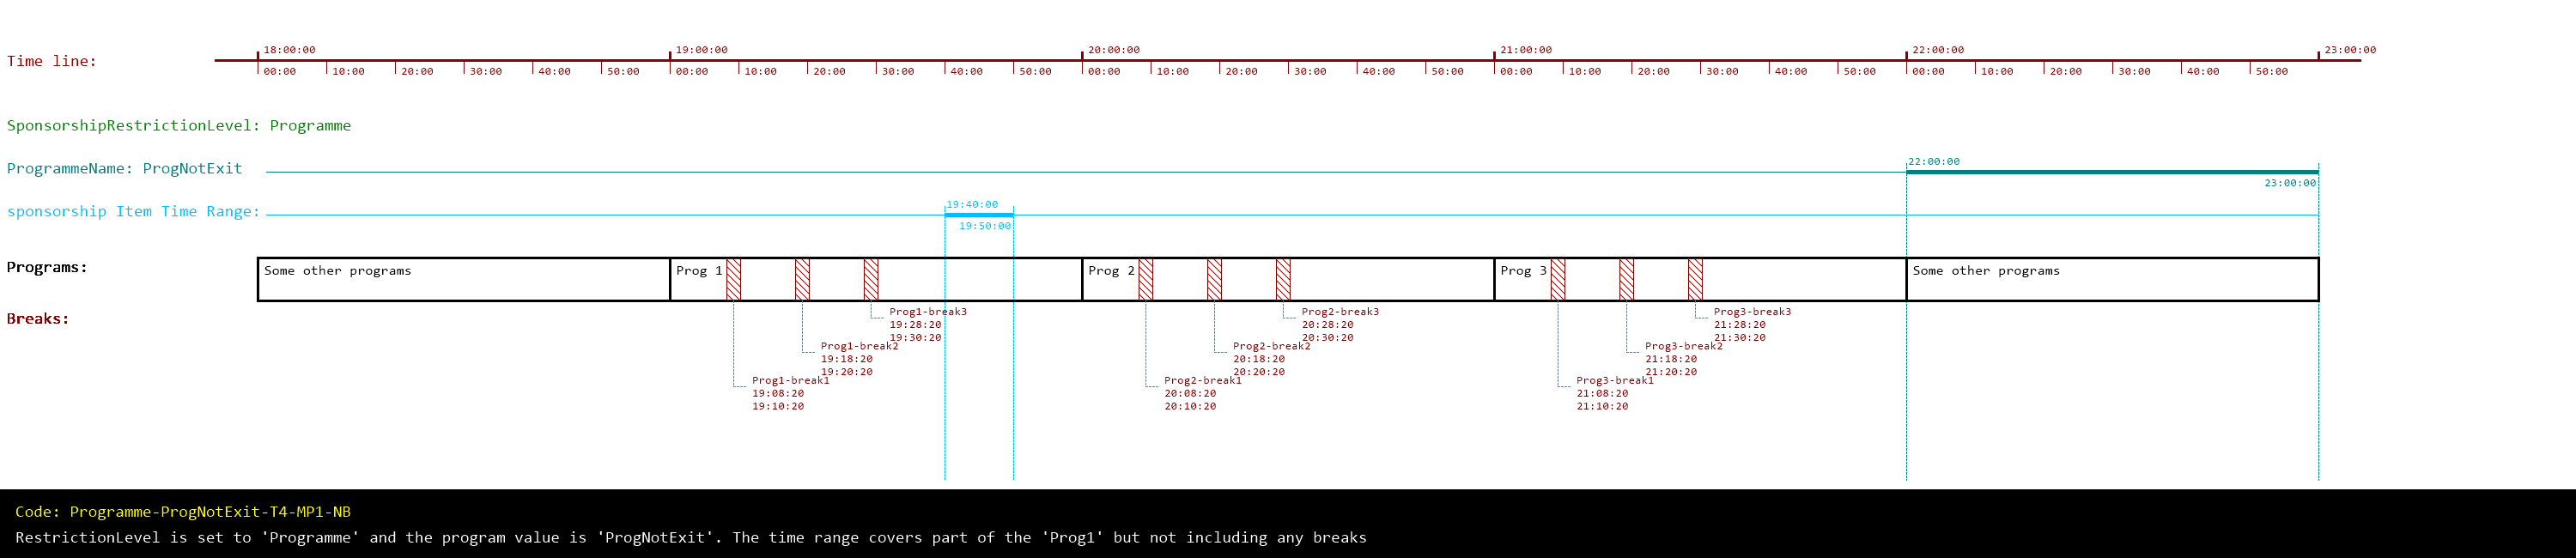 18:00:00 19:00:00 20:00:00 21:00:00 22:00:00 23:00:00
Time line:
00:00 10:00 20:00 30:00 40:00 50:00 00:00 10:00 20:00 30:00 40:00 50:00 00:00 10:00 20:00 30:00 40:00 50:00 00:00 10:00 20:00 30:00 40:00 50:00 00:00 10:00 20:00 30:00 40:00 50:00
SponsorshipRestrictionLevel: Programme
22:00:00
ProgrammeName: ProgNotExit
23:00:00
19:40:00
sponsorship Item Time Range:
19:50:00
Programs:
Some other programs Prog 1 Prog 2 Prog 3 Some other programs
Breaks:
Prog1-break3
19:28:20
19:30:20
Prog1-break2
19:18:20
19:20:20
Prog1-break1
19:08:20
19:10:20
Prog2-break3
20:28:20
20:30:20
Prog2-break2
20:18:20
20:20:20
Prog2-break1
20:08:20
20:10:20
Prog3-break3
21:28:20
21:30:20
Prog3-break2
21:18:20
21:20:20
Prog3-break1
21:08:20
21:10:20
Code: Programme-ProgNotExit-T4-MP1-NB
RestrictionLevel is set to 'Programme' and the program value is 'ProgNotExit'. The time range covers part of the 'Prog1' but not including any breaks